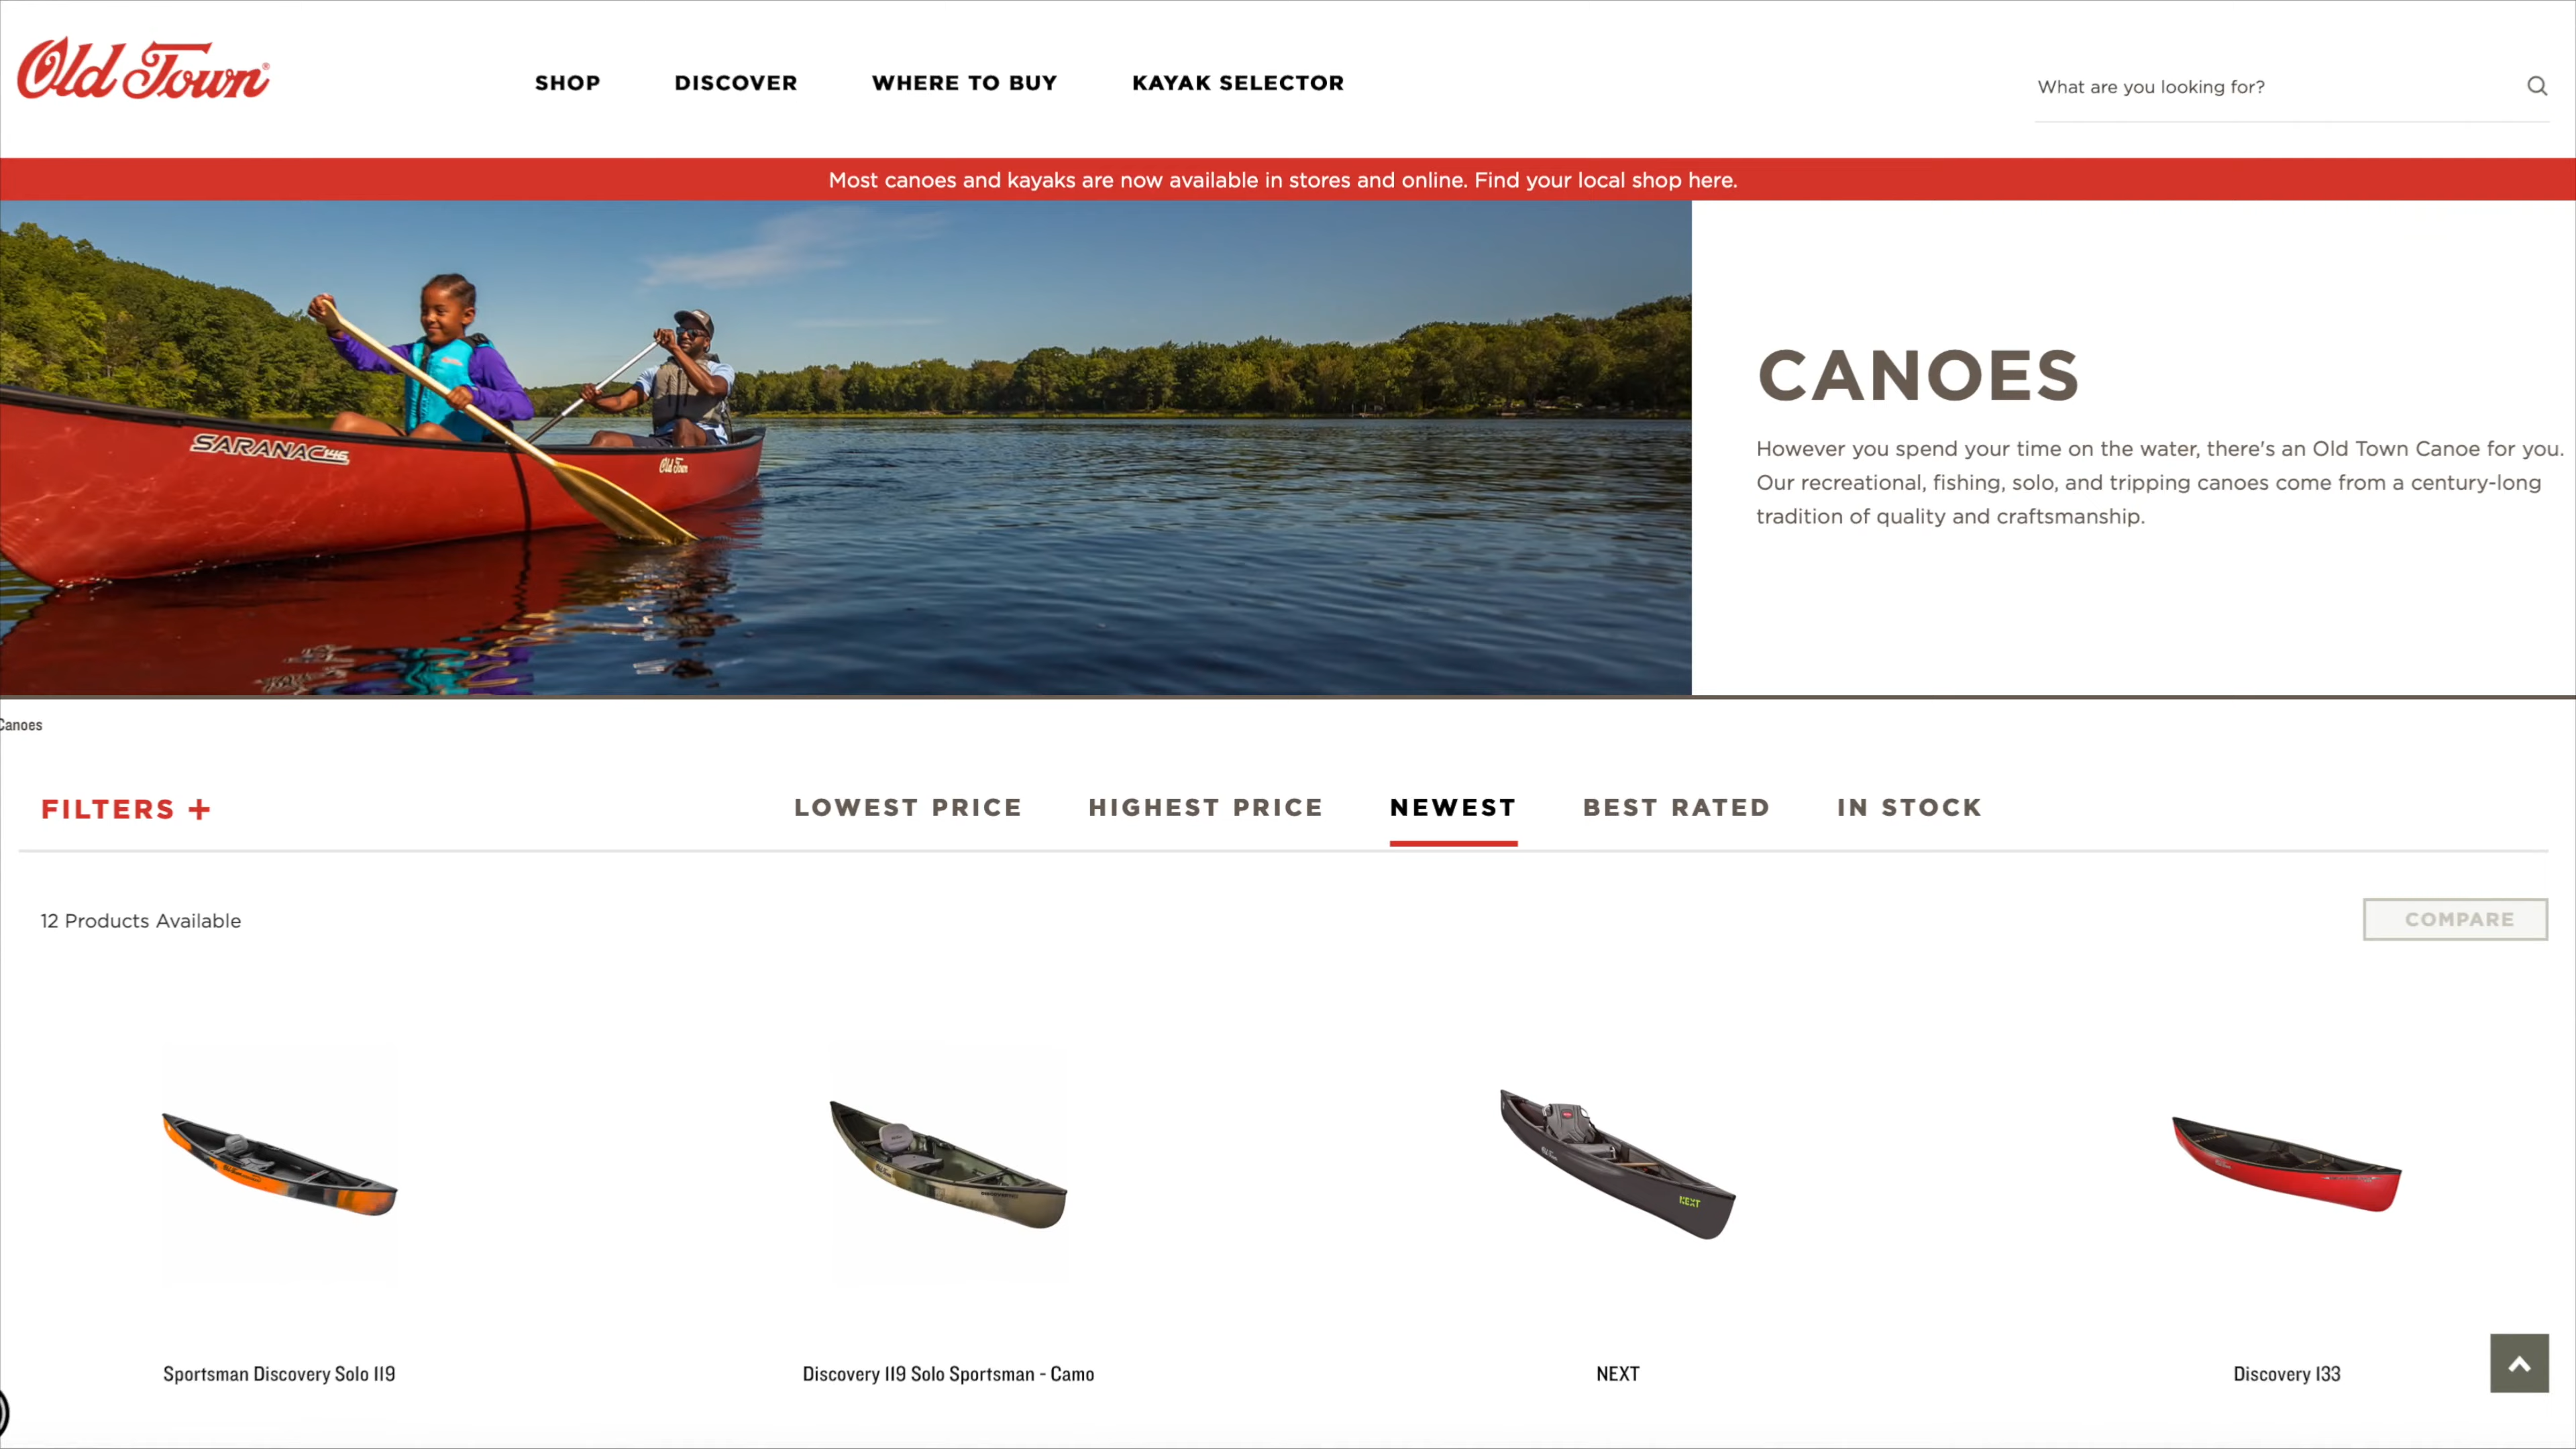 Old Town
SHOP DISCOVER WHERE TO BUY KAYAK SELECTOR
What are you looking for?
Most canoes and kayaks are now available in stores and online. Find your local shop here.
SARANAC 146
Old Town
CANOES
However you spend your time on the water, there's an Old Town Canoe for you.
Our recreational, fishing, solo, and tripping canoes come from a century-long
tradition of quality and craftsmanship.
Canoes
FILTERS +
LOWEST PRICE HIGHEST PRICE NEWEST BEST RATED IN STOCK
12 Products Available
COMPARE
NEXT
Sportsman Discovery Solo 119
Discovery 119 Solo Sportsman - Camo
NEXT
Discovery 133